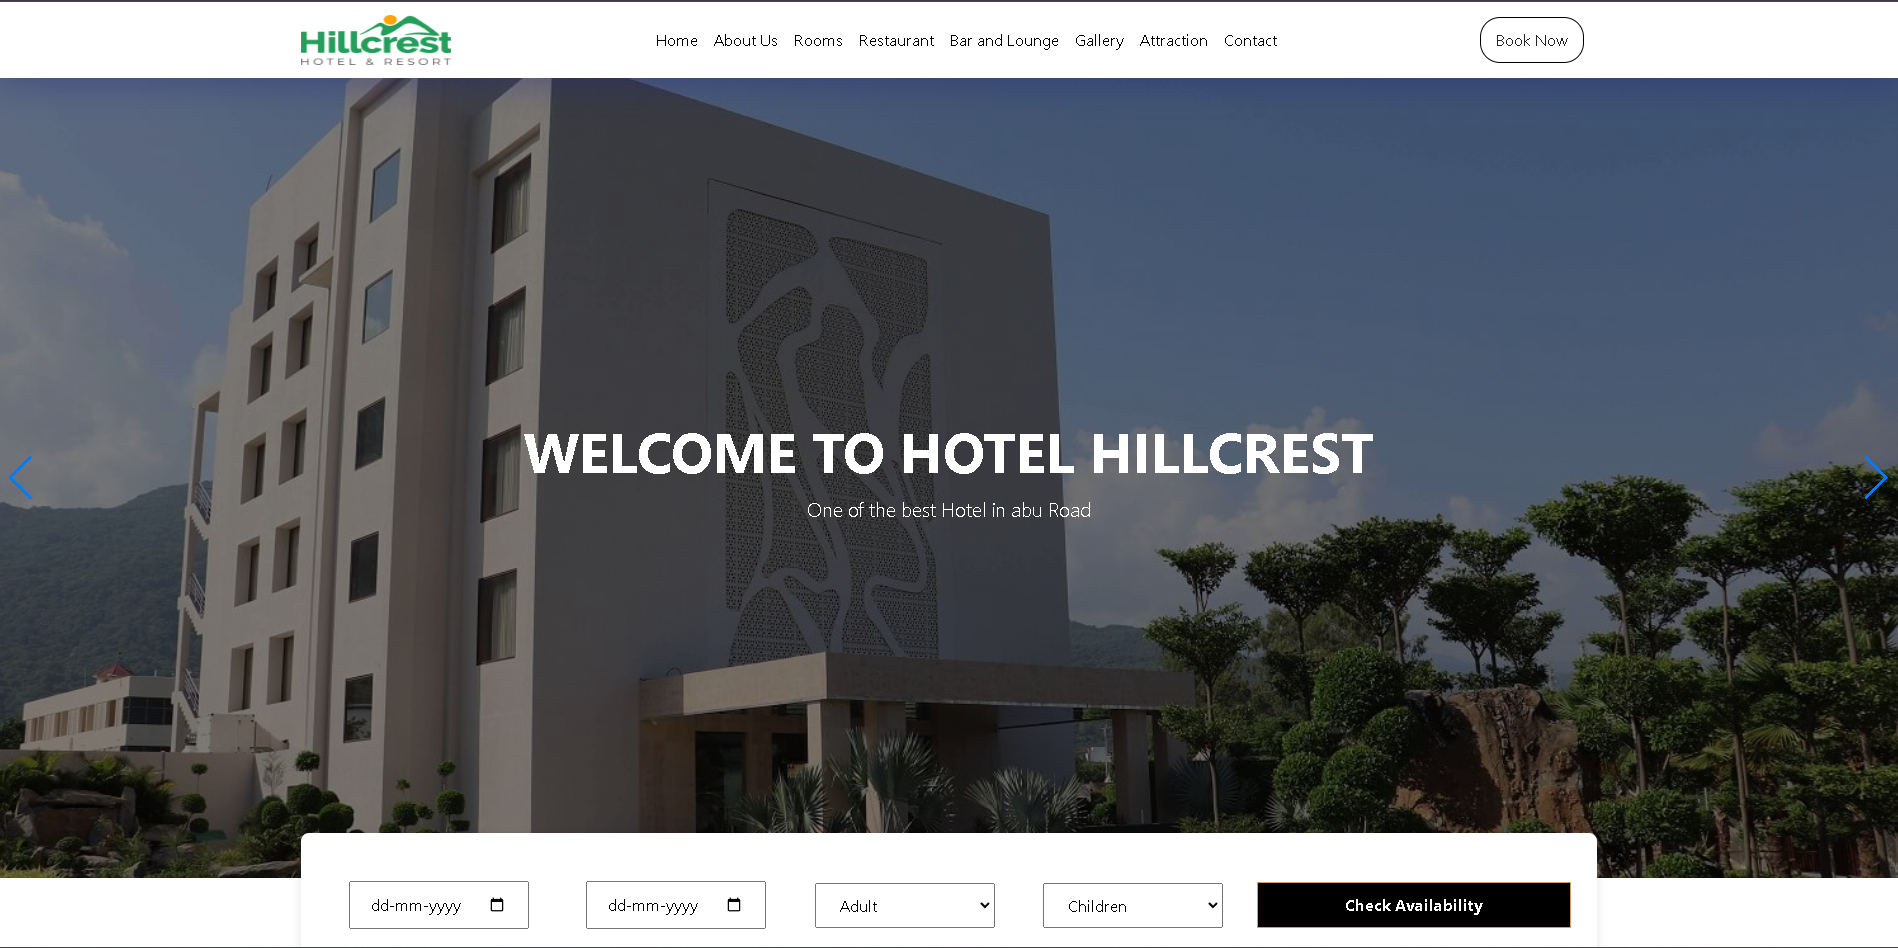 Hillcrest
HOTEL & RESORT
Home About Us Rooms Restaurant Bar and Lounge Gallery Attraction Contact
Book Now
WELCOME TO HOTEL HILLCREST
One of the best Hotel in abu Road
dd-mm-yyyy dd-mm-yyyy Adult Children Check Availability